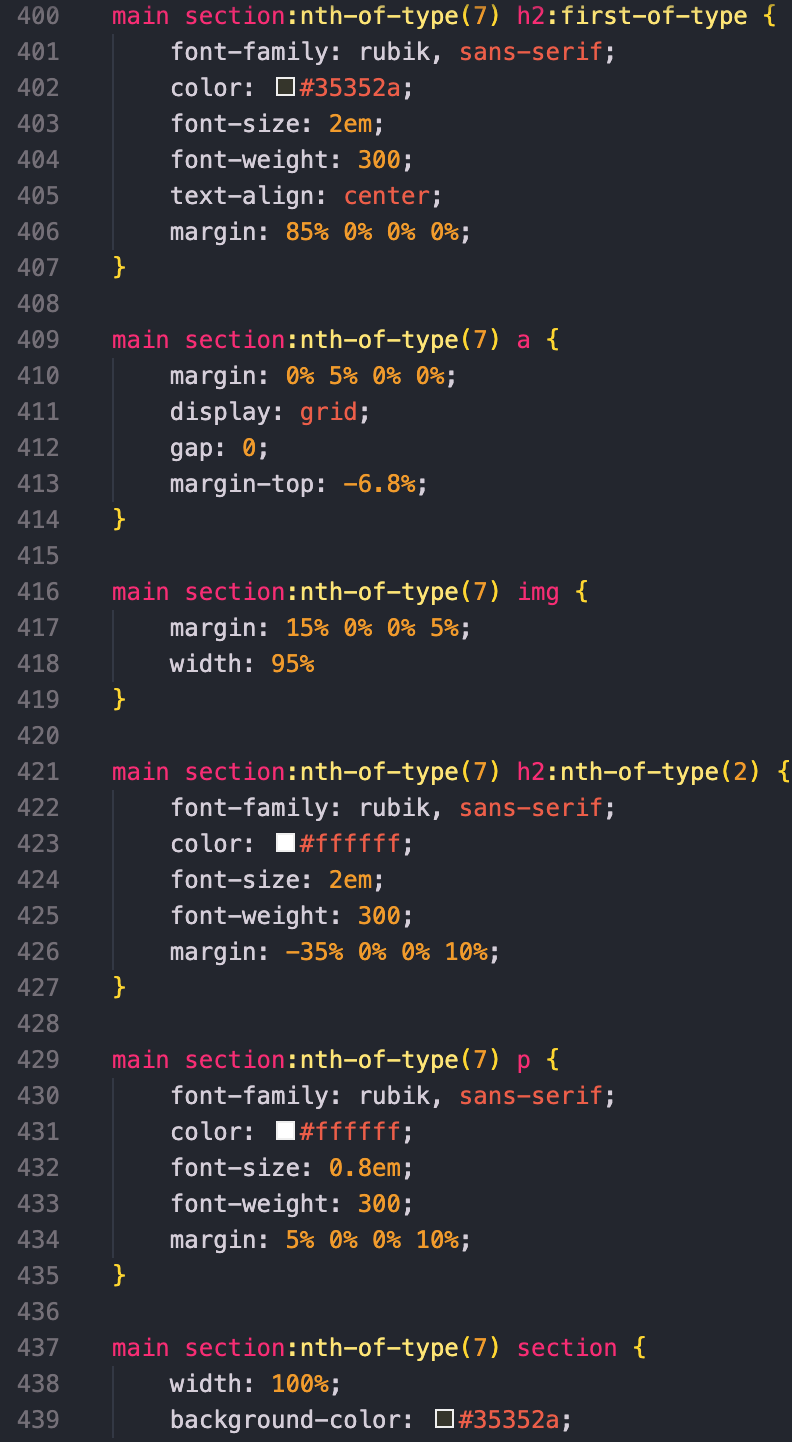 400 main section:nth-of-type(7) h2:first-of-type {
401 font-family: rubik, sans-serif;
402 color: #35352a;
403 font-size: 2em;
404 font-weight: 300;
405 text-align: center;
406 margin: 85% 0% 0% 0%;
407 }
408
409 main section:nth-of-type(7) a {
410 margin: 0% 5% 0% 0%;
411 display: grid;
412 gap: 0;
413 margin-top: -6.8%;
414 }
415
416 main section:nth-of-type(7) img {
417 margin: 15% 0% 0% 5%;
418 width: 95%
419 }
420
421 main section:nth-of-type(7) h2:nth-of-type(2) {
422 font-family: rubik, sans-serif;
423 color: #ffffff;
424 font-size: 2em;
425 font-weight: 300;
426 margin: -35% 0% 0% 10%;
427 }
428
429 main section:nth-of-type(7) p {
430 font-family: rubik, sans-serif;
431 color: #ffffff;
432 font-size: 0.8em;
433 font-weight: 300;
434 margin: 5% 0% 0% 10%;
435 }
436
437 main section:nth-of-type(7) section {
438 width: 100%;
439 background-color: #35352a;